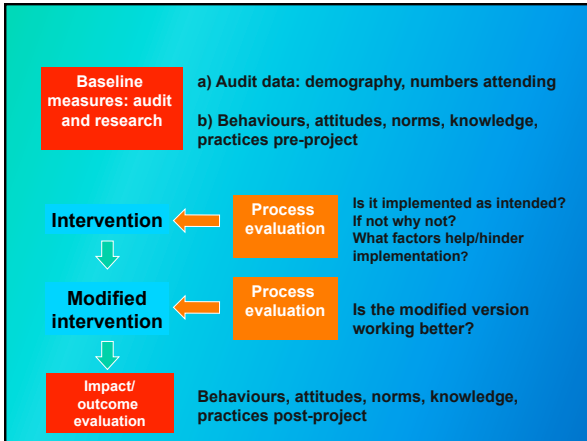 Baseline
measures: audit
and research
a) Audit data: demography, numbers attending
b) Behaviours, attitudes, norms, knowledge,
practices pre-project
Intervention
Process
evaluation
Is it implemented as intended?
If not why not?
What factors help/hinder
implementation?
Modified
intervention
Process
evaluation
Is the modified version
working better?
Impact/
outcome
evaluation
Behaviours, attitudes, norms, knowledge,
practices post-project